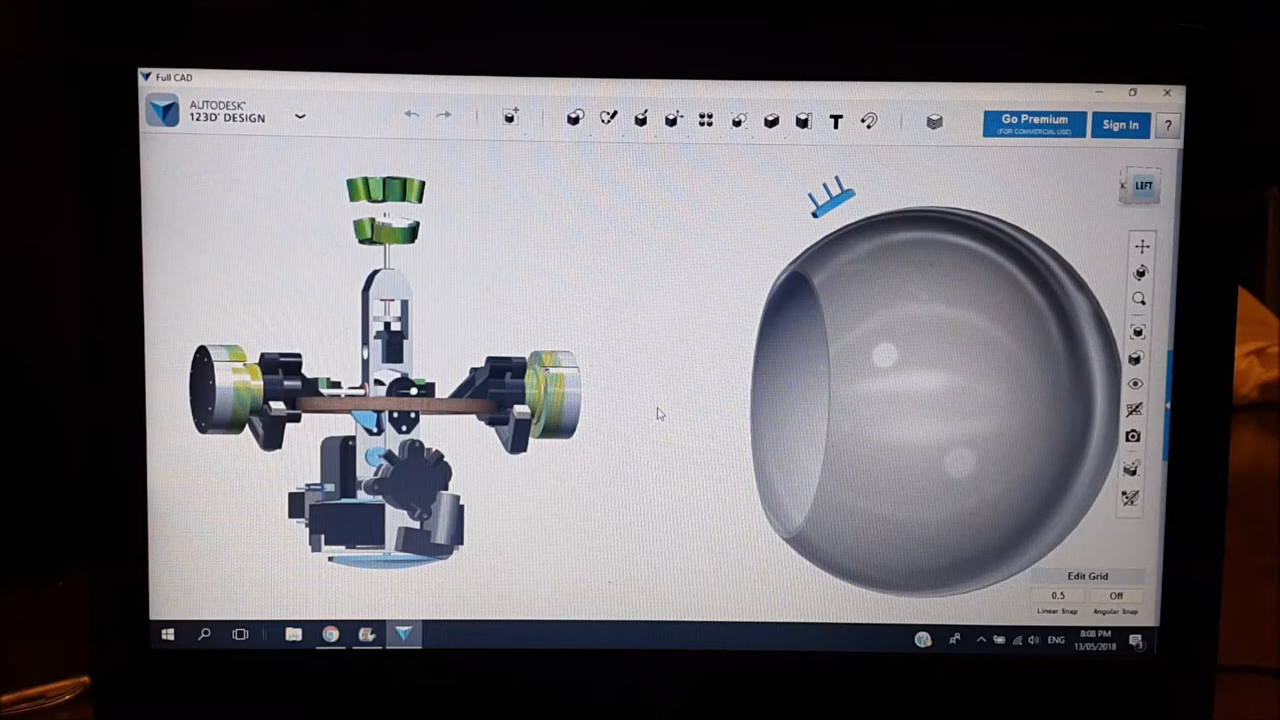 Full CAD
AUTODESK®
123D® DESIGN
T
Go Premium
(FOR COMMERCIAL USE)
Sign In
?
LEFT
Edit Grid
0.5
Off
Linear Snap
Angular Snap
ENG
8:08 PM
13/05/2018
3